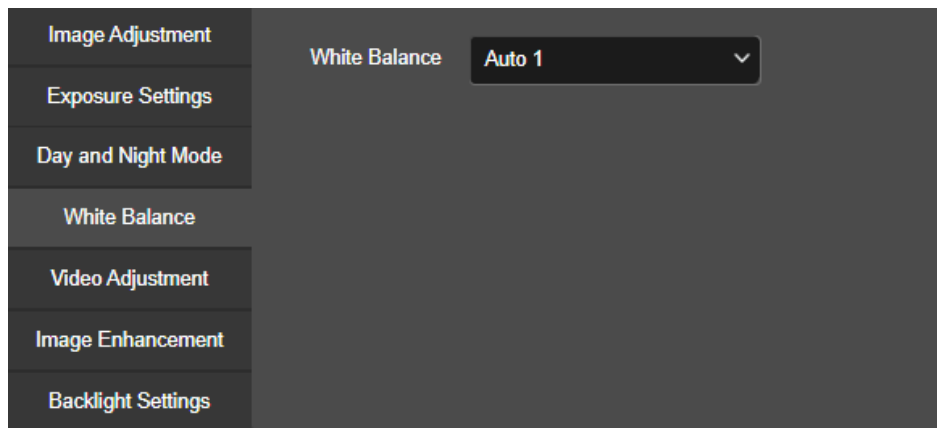 Image Adjustment
Exposure Settings
Day and Night Mode
White Balance
Video Adjustment
Image Enhancement
Backlight Settings
White Balance Auto 1